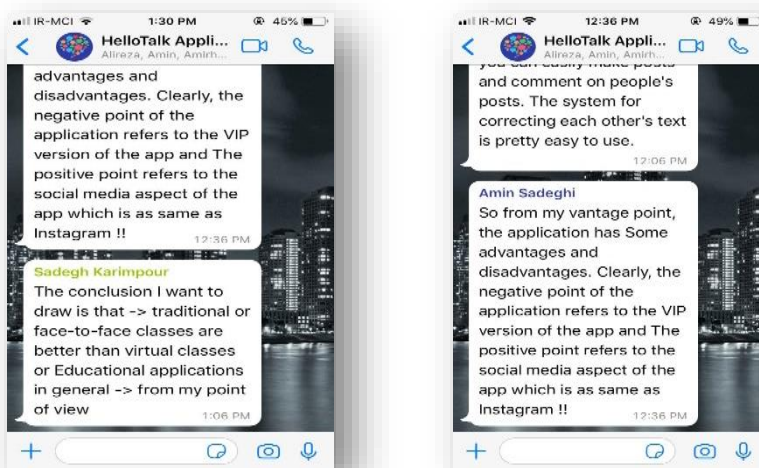 IR-MCI 1:30 PM 45%
HelloTalk Appli...
Alireza, Amin, Amirh...
advantages and
disadvantages. Clearly, the
negative point of the
application refers to the VIP
version of the app and The
positive point refers to the
social media aspect of the
app which is as same as
Instagram !!
12:36 PM
Sadegh Karimpour
The conclusion I want to
draw is that -> traditional or
face-to-face classes are
better than virtual classes
or Educational applications
in general -> from my point
of view
1:06 PM
IR-MCI 12:36 PM 49%
HelloTalk Appli...
Alireza, Amin, Amirh...
you can easily make posts
and comment on people's
posts. The system for
correcting each other's text
is pretty easy to use.
12:06 PM
Amin Sadeghi
So from my vantage point,
the application has Some
advantages and
disadvantages. Clearly, the
negative point of the
application refers to the VIP
version of the app and The
positive point refers to the
social media aspect of the
app which is as same as
Instagram !!
12:36 PM